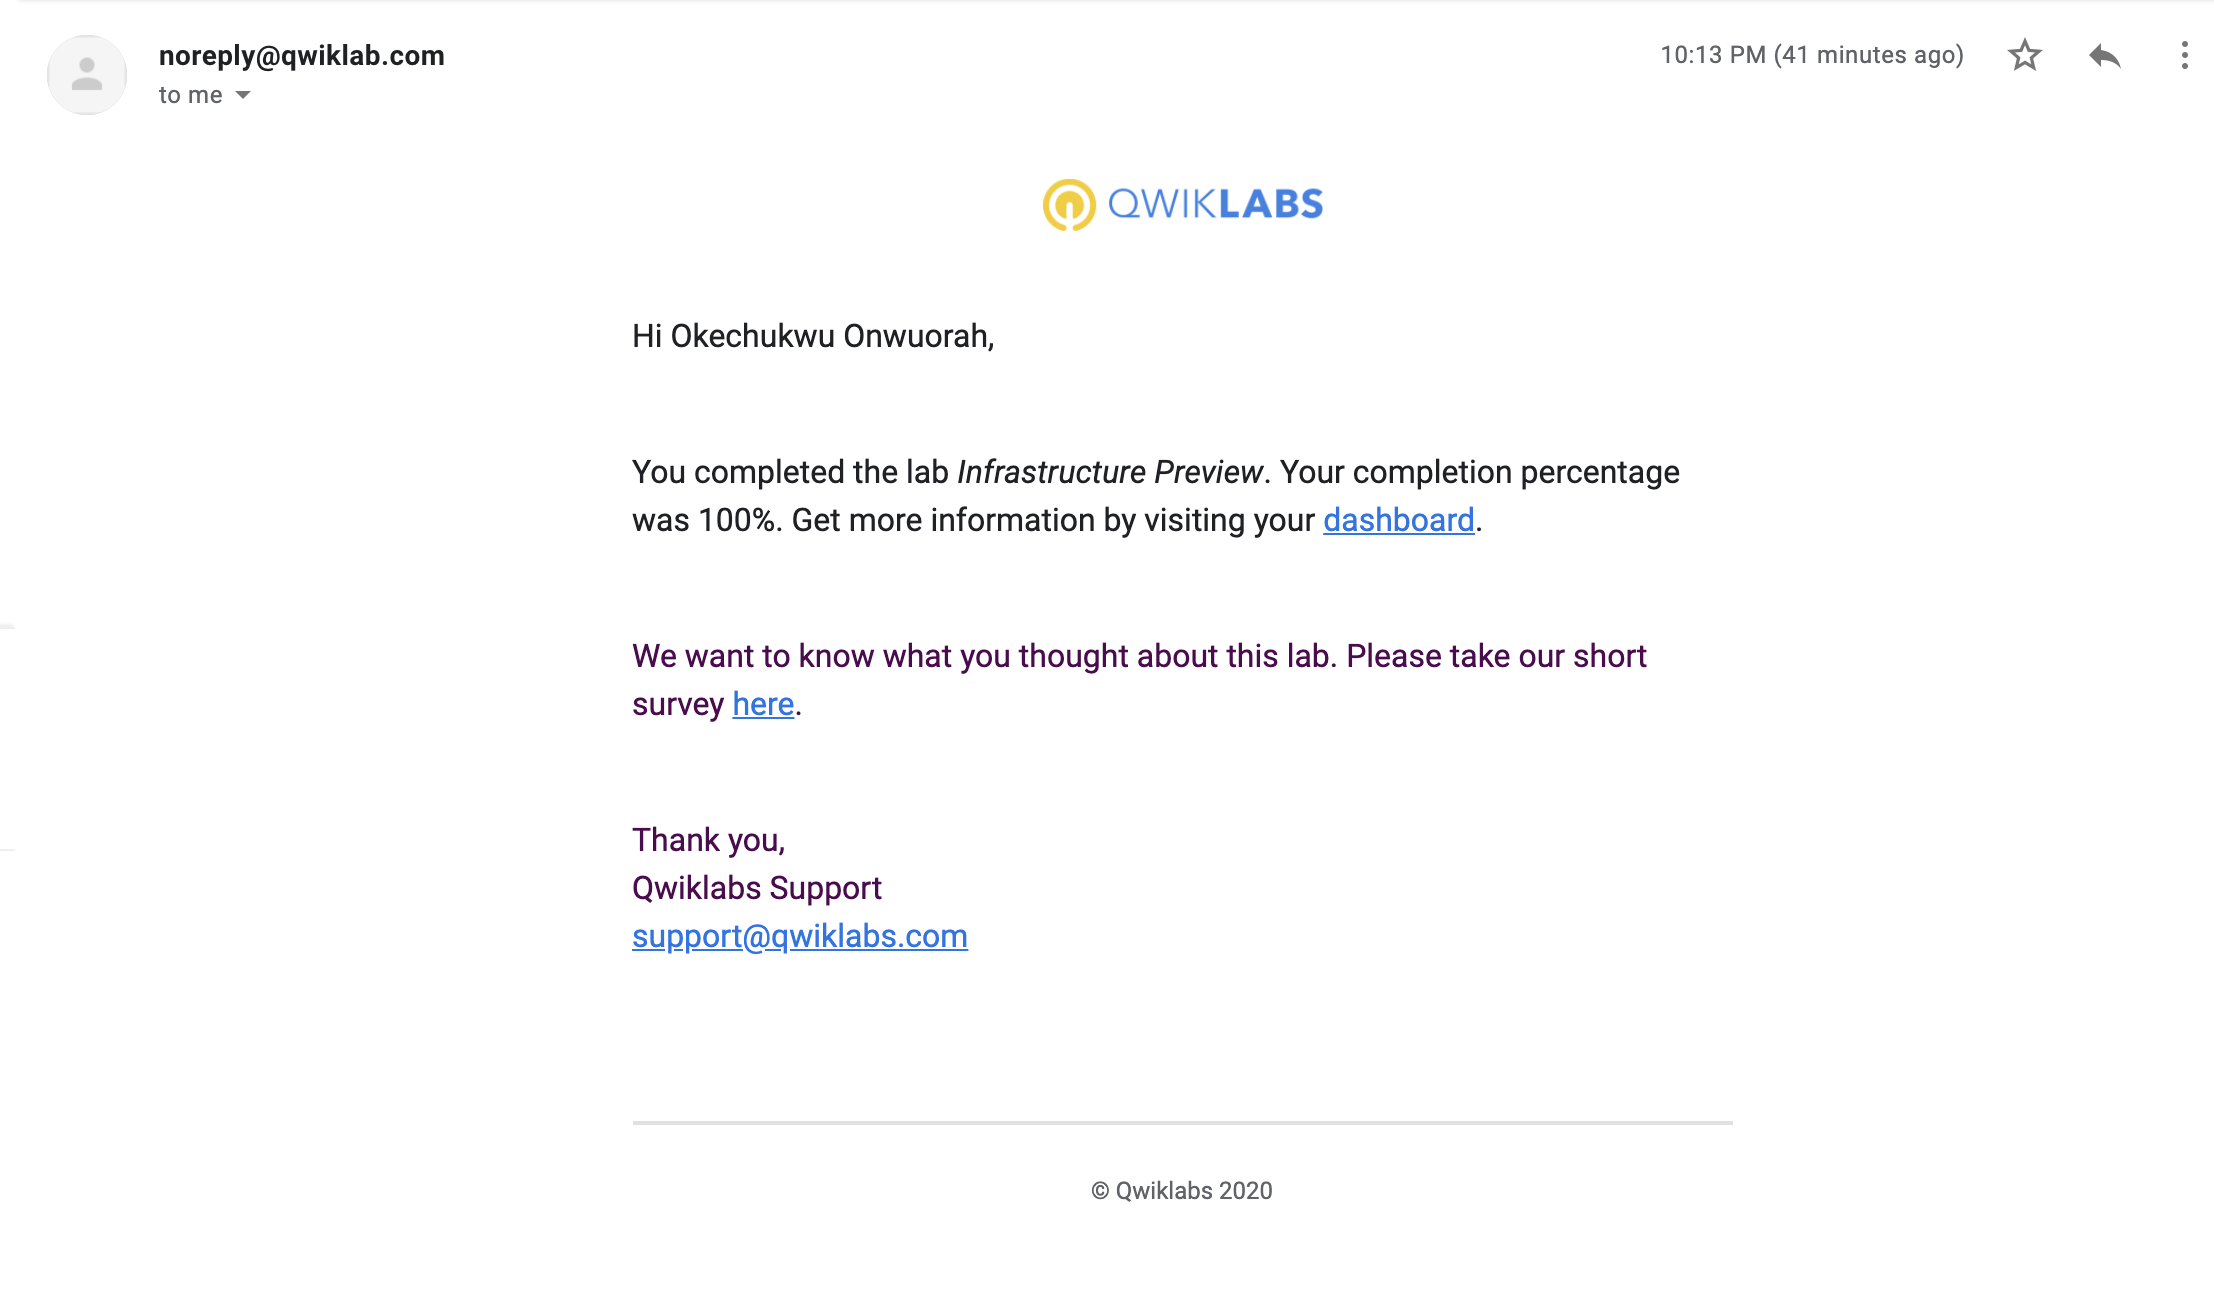 noreply@qwiklab.com
10:13 PM (41 minutes ago)
to me
QWIKLABS
Hi Okechukwu Onwuorah,
You completed the lab Infrastructure Preview. Your completion percentage
was 100%. Get more information by visiting your dashboard.
We want to know what you thought about this lab. Please take our short
survey here.
Thank you,
Qwiklabs Support
support@qwiklabs.com
© Qwiklabs 2020